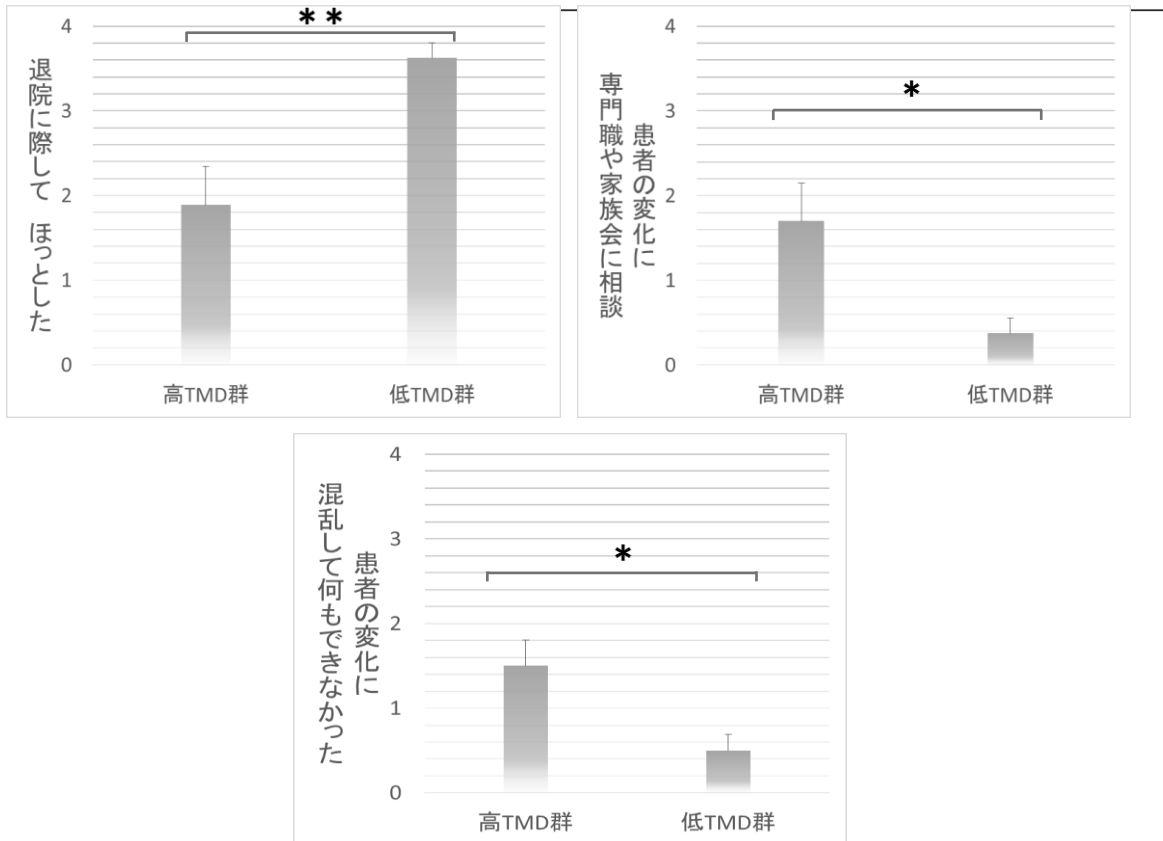 退院に際して ほっとした
**
4
3
2
1
0
高TMD群 低TMD群
患者の変化に
専門職や家族会に相談
*
4
3
2
1
0
高TMD群 低TMD群
患者の変化に
混乱して何もできなかった
*
4
3
2
1
0
高TMD群 低TMD群